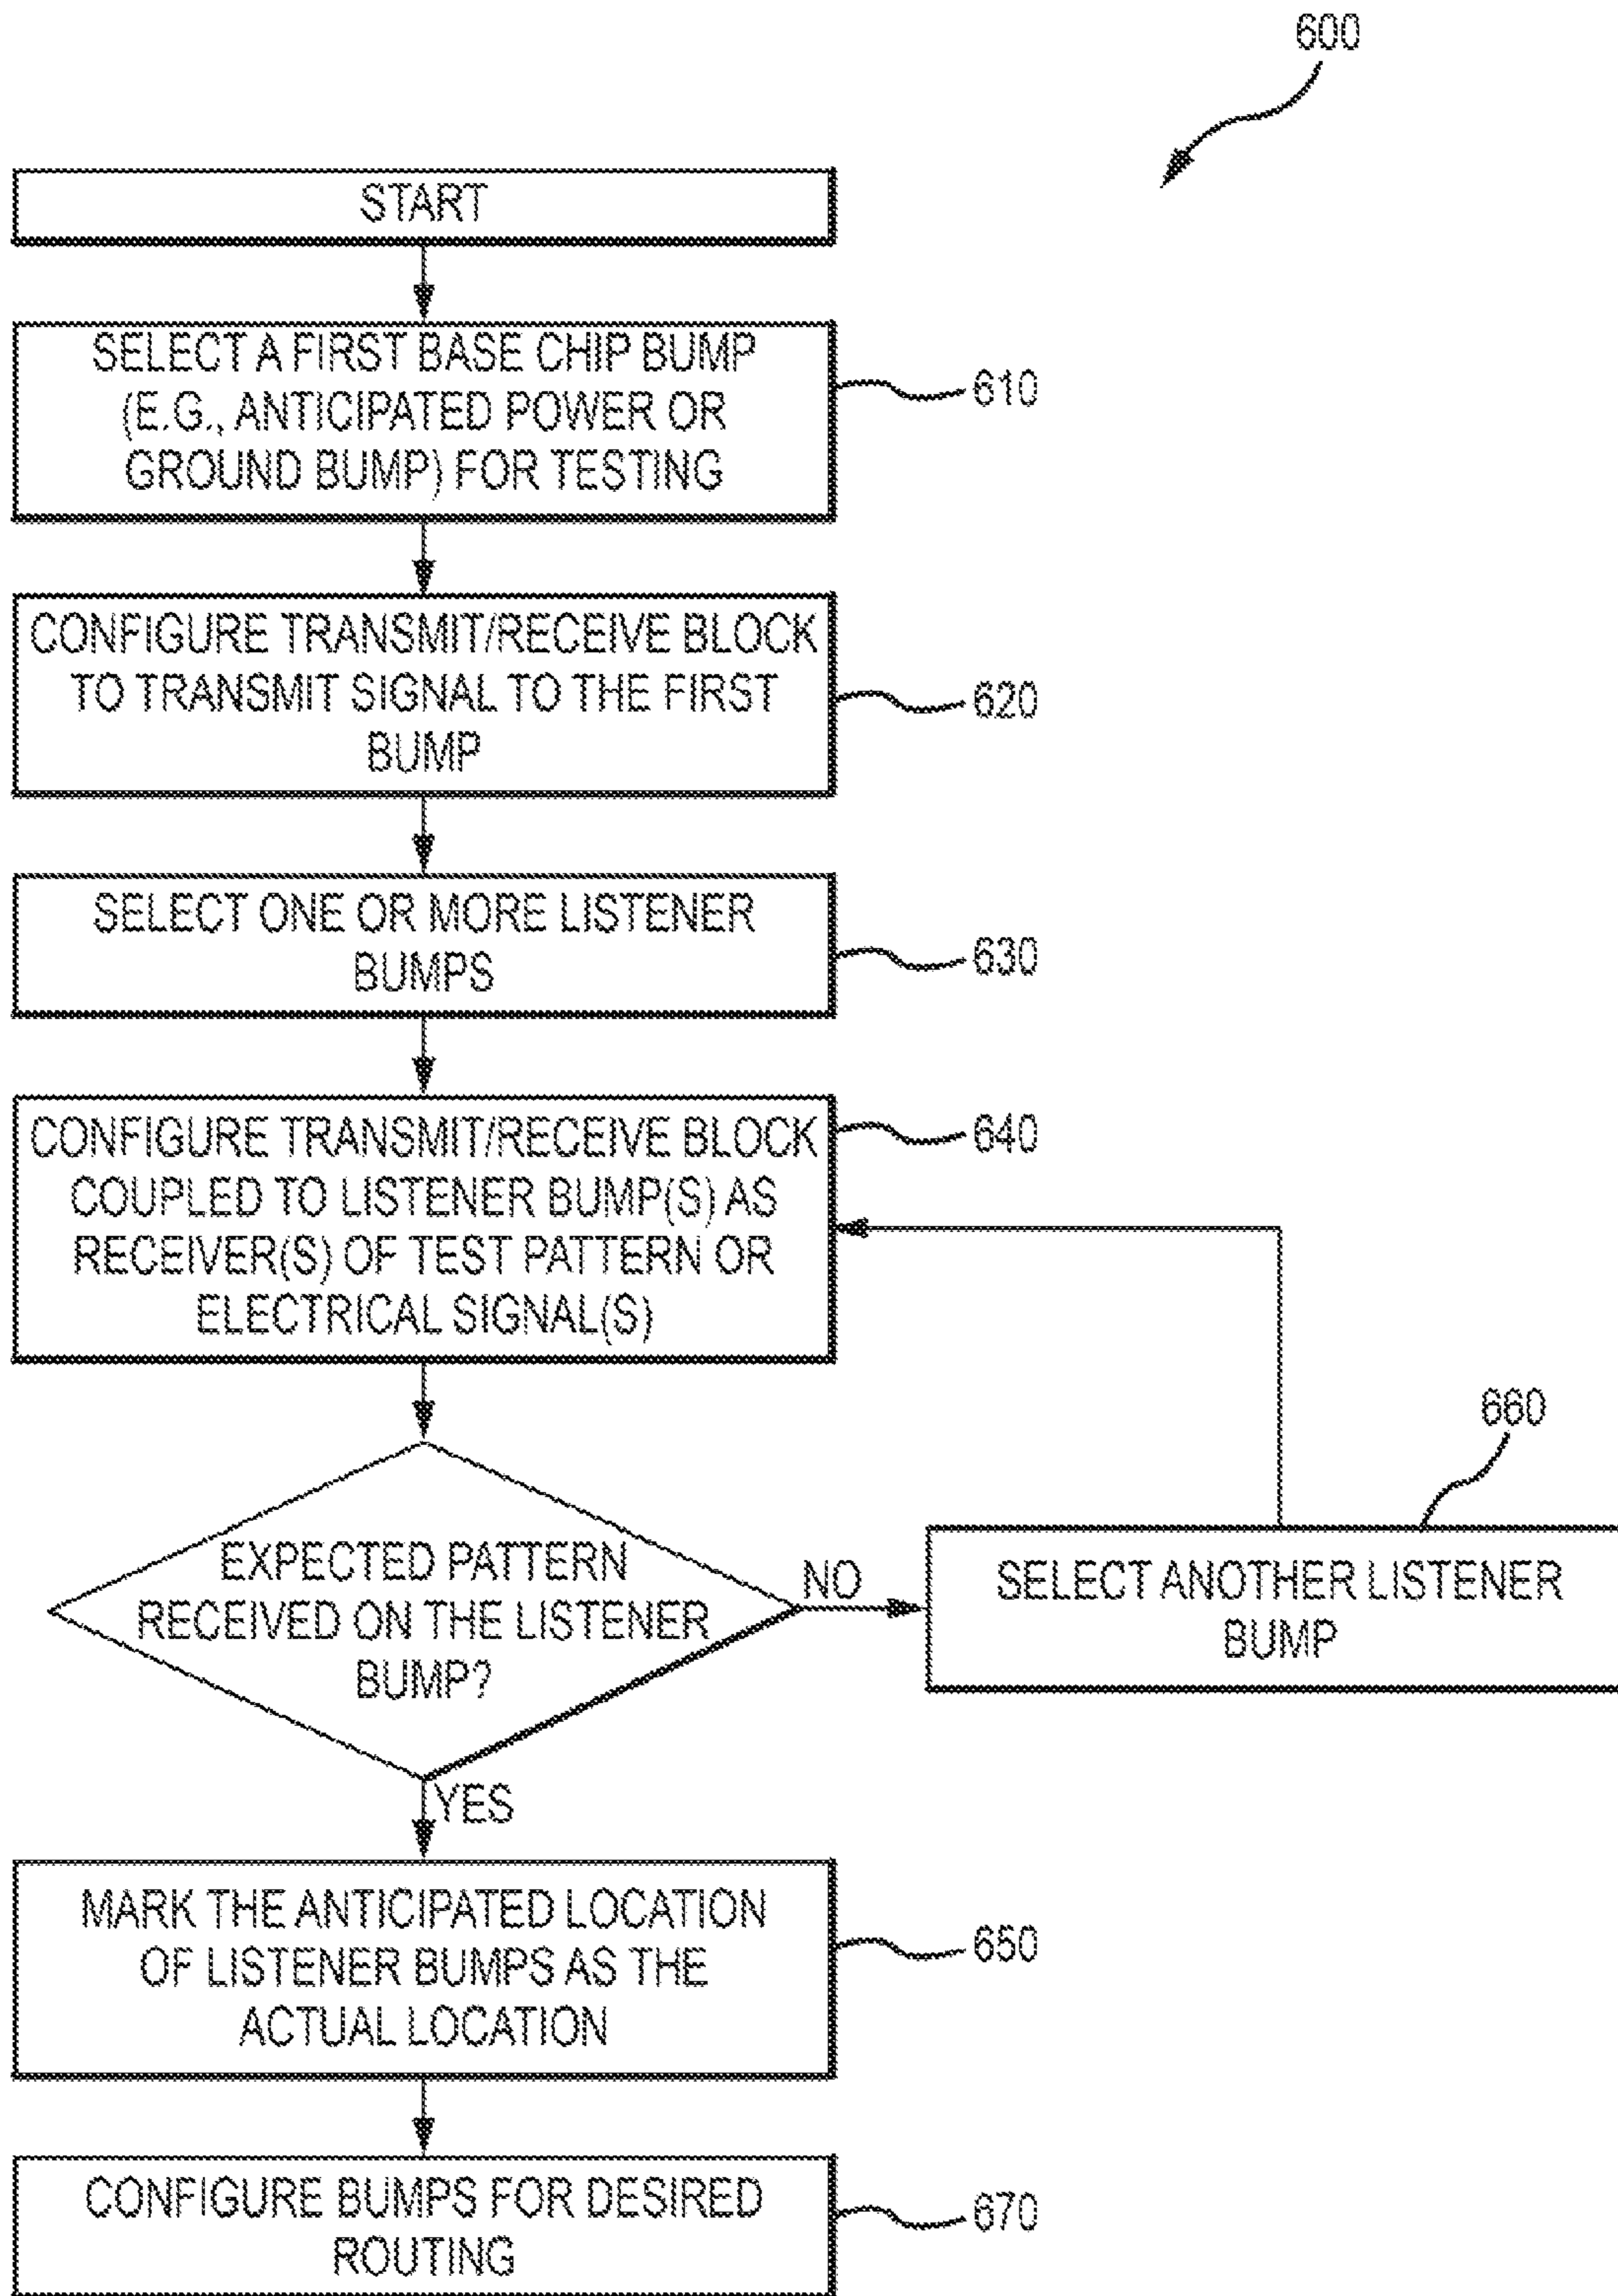 600
START
SELECT A FIRST BASE CHIP BUMP
(E.G., ANTICIPATED POWER OR
GROUND BUMP) FOR TESTING
610
CONFIGURE TRANSMIT/RECEIVE BLOCK
TO TRANSMIT SIGNAL TO THE FIRST
BUMP
620
SELECT ONE OR MORE LISTENER
BUMPS
630
CONFIGURE TRANSMIT/RECEIVE BLOCK
COUPLED TO LISTENER BUMP(S) AS
RECEIVER(S) OF TEST PATTERN OR
ELECTRICAL SIGNAL(S)
640
EXPECTED PATTERN
RECEIVED ON THE LISTENER
BUMP?
NO
660
SELECT ANOTHER LISTENER
BUMP
YES
MARK THE ANTICIPATED LOCATION
OF LISTENER BUMPS AS THE
ACTUAL LOCATION
650
CONFIGURE BUMPS FOR DESIRED
ROUTING
670